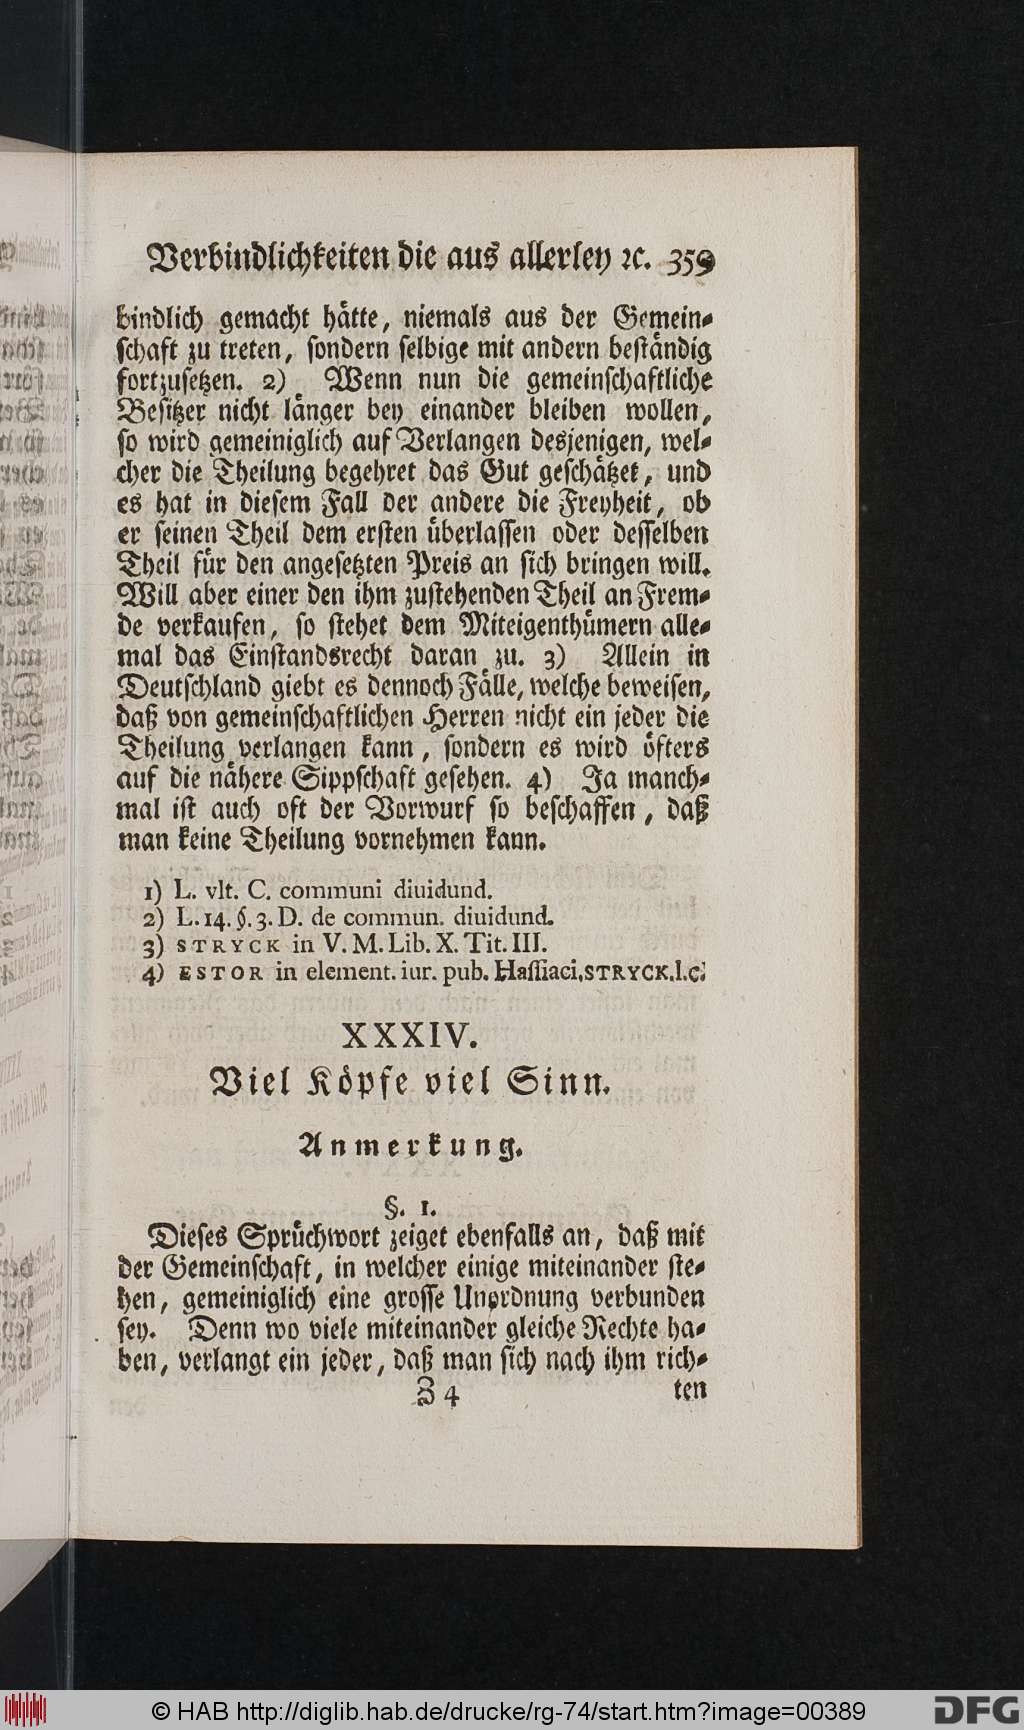 Verbindlichkeiten die aus allerley ꝛc. 359
bindlich gemacht hätte, niemals aus der Gemein-
schaft zu treten, sondern selbige mit andern beständig
fortzusetzen. 2) Wenn nun die gemeinschaftliche
Besitzer nicht länger bey einander bleiben wollen,
so wird gemeiniglich auf Verlangen desjenigen, wel-
cher die Theilung begehret das Gut geschätzet, und
es hat in diesem Fall der andere die Freyheit, ob
er seinen Theil dem ersten überlassen oder desselben
Theil für den angesetzten Preis an sich bringen will.
Will aber einer den ihm zustehenden Theil an Frem-
de verkaufen, so stehet dem Miteigenthümern alle-
mal das Einstandsrecht daran zu. 3) Allein in
Deutschland giebt es dennoch Fälle, welche beweisen,
daß von gemeinschaftlichen Herren nicht ein jeder die
Theilung verlangen kann, sondern es wird öfters
auf die nähere Sippschaft gesehen. 4) Ja manch-
mal ist auch oft der Vorwurf so beschaffen, daß
man keine Theilung vornehmen kann.
1) L. vlt. C. communi diuidund.
2) L. 14. §. 3. D. de commun. diuidund.
3) STRYCK in V. M. Lib. X. Tit. III.
4) ESTOR in element. iur. pub. Hassiaci, STRYCK. l. c.
XXXIV.
Viel Köpfe viel Sinn.
Anmerkung.
§. 1.
Dieses Sprüchwort zeiget ebenfalls an, daß mit
der Gemeinschaft, in welcher einige miteinander ste-
hen, gemeiniglich eine grosse Unordnung verbunden
sey. Denn wo viele miteinander gleiche Rechte ha-
ben, verlangt ein jeder, daß man sich nach ihm rich-
Z 4 ten
© HAB http://diglib.hab.de/drucke/rg-74/start.htm?image=00389
DFG